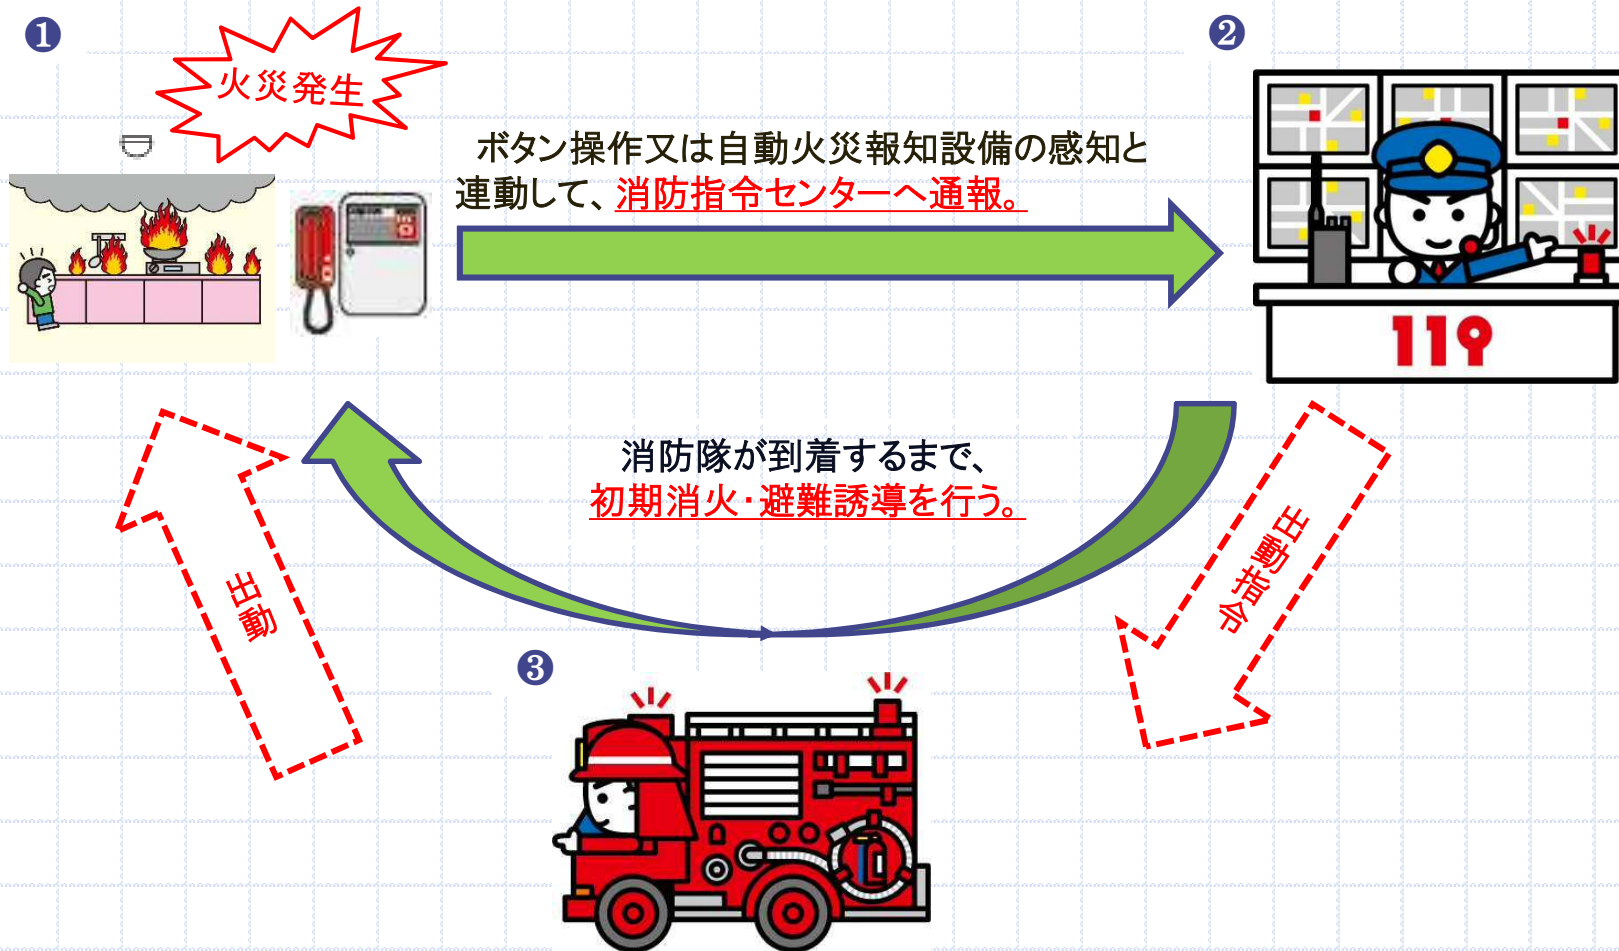 ❶
火災発生
❷
ボタン操作又は自動火災報知設備の感知と
連動して、消防指令センターへ通報。
119
消防隊が到着するまで、
初期消火・避難誘導を行う。
出動指令
出動
❸